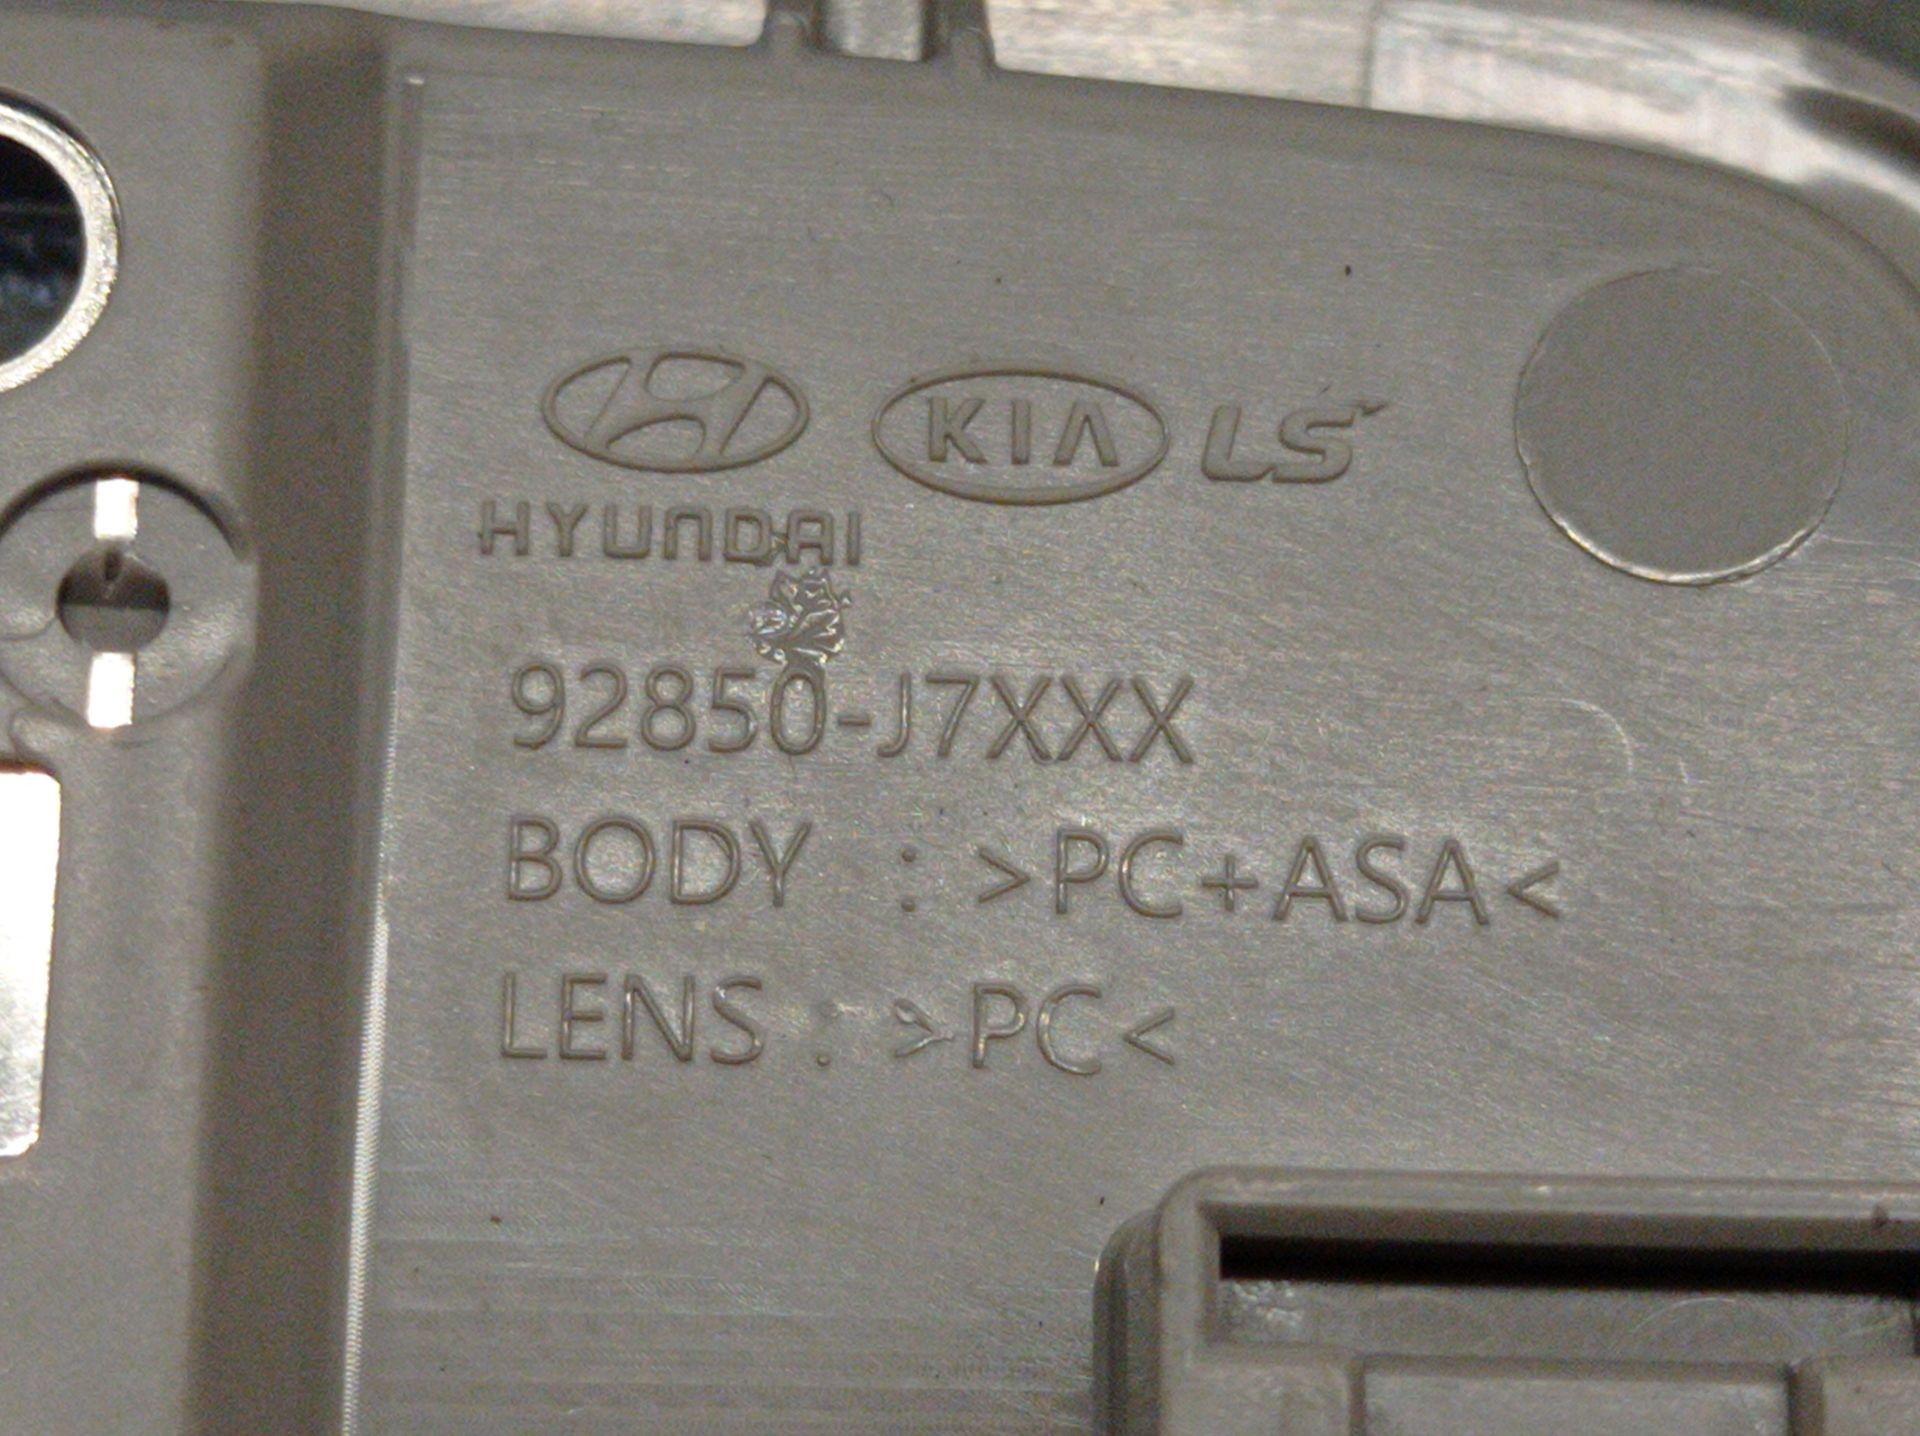 KIA LS
HYUNDAI
92850-J7XXX
BODY : >PC+ASA<
LENS : >PC<